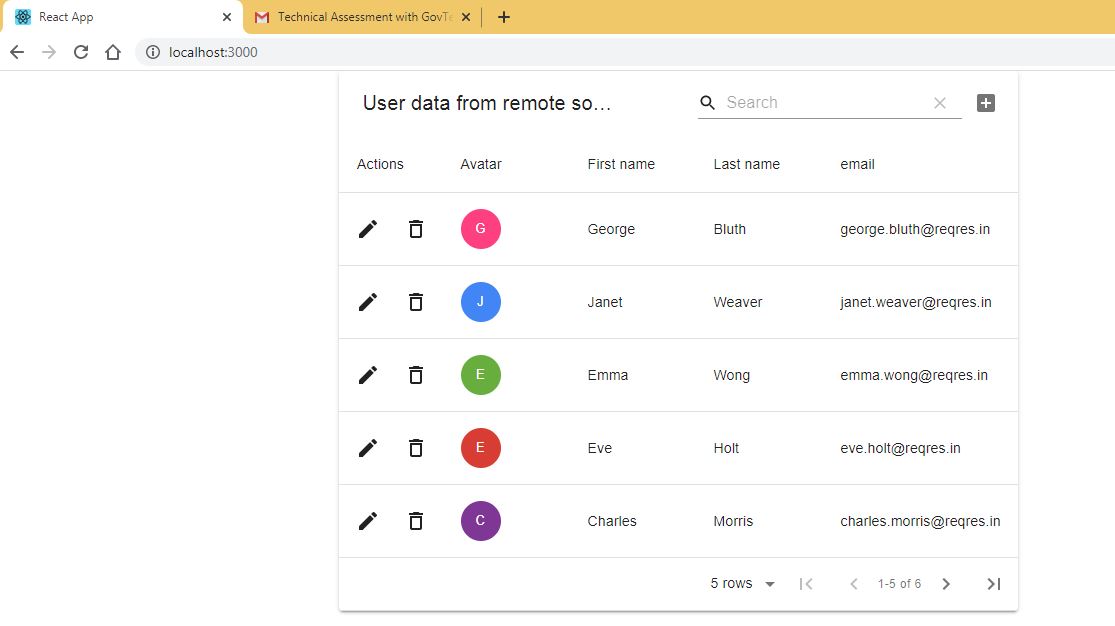 React App
Technical Assessment with GovTe
localhost:3000
User data from remote so...
Search
Actions Avatar First name Last name email
G George Bluth george.bluth@reqres.in
J Janet Weaver janet.weaver@reqres.in
E Emma Wong emma.wong@reqres.in
E Eve Holt eve.holt@reqres.in
C Charles Morris charles.morris@reqres.in
5 rows 1-5 of 6